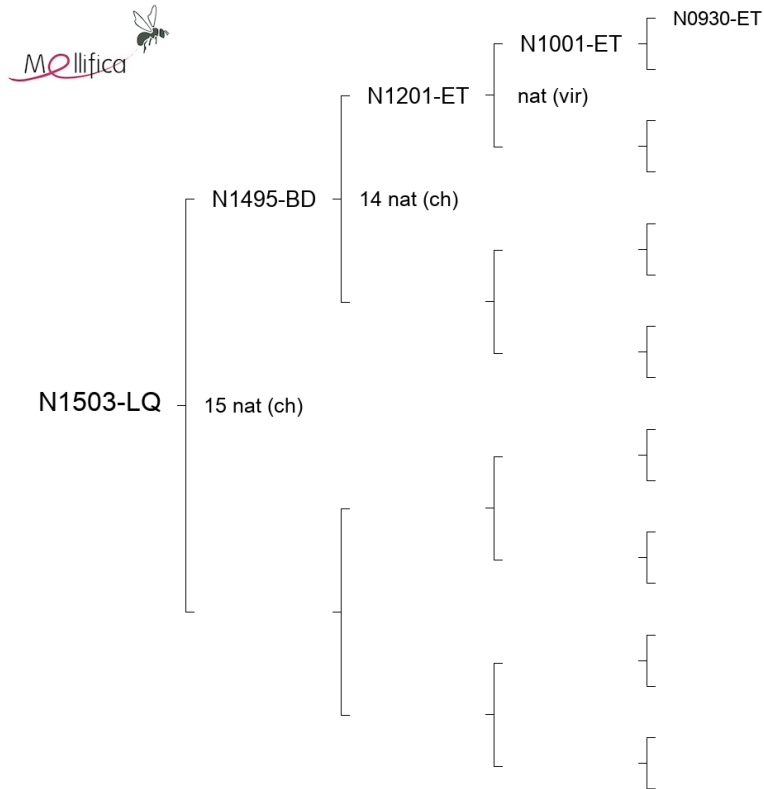 N0930-ET
N1001-ET
Mellifica
N1201-ET
nat (vir)
N1495-BD
14 nat (ch)
N1503-LQ
15 nat (ch)